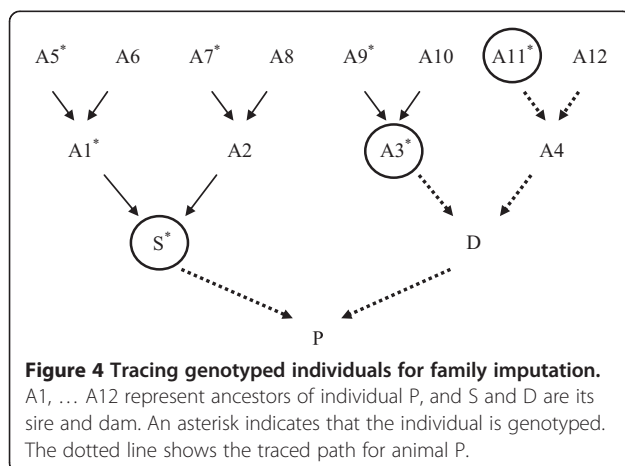 A5* A6 A7* A8 A9* A10 A11* A12
A1* A2 A3* A4
S* D
P
Figure 4 Tracing genotyped individuals for family imputation.
A1, … A12 represent ancestors of individual P, and S and D are its
sire and dam. An asterisk indicates that the individual is genotyped.
The dotted line shows the traced path for animal P.